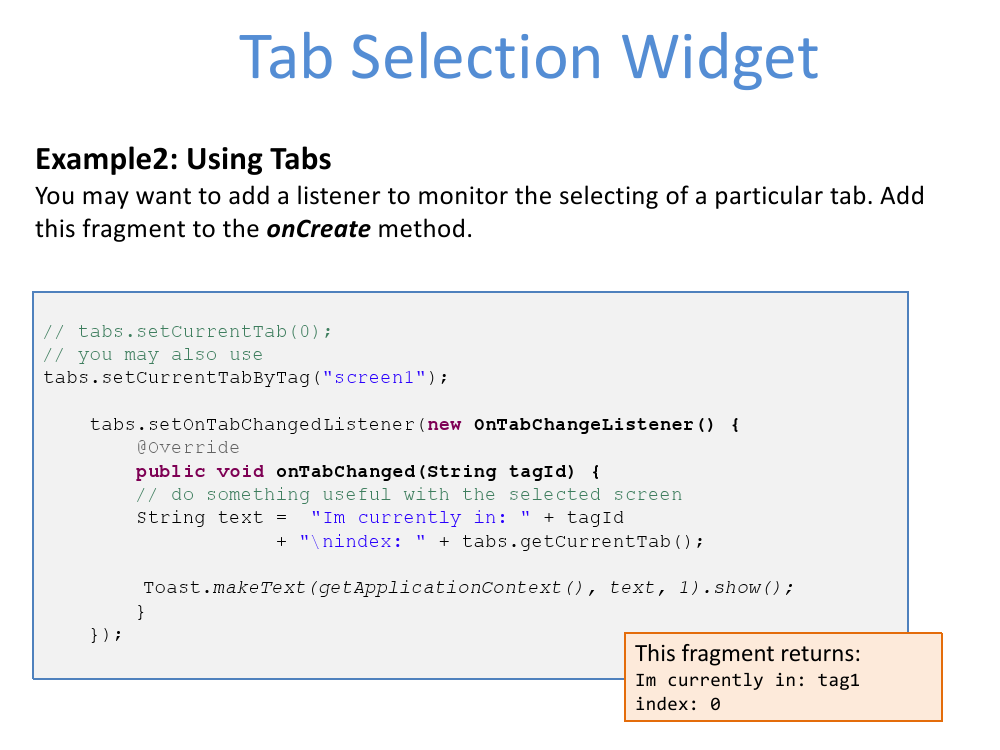 Tab Selection Widget
Example2: Using Tabs
You may want to add a listener to monitor the selecting of a particular tab. Add
this fragment to the onCreate method.
// tabs.setCurrentTab(0);
// you may also use
tabs.setCurrentTabByTag("screen1");
tabs.setOnTabChangedListener(new OnTabChangeListener() {
@Override
public void onTabChanged(String tagId) {
// do something useful with the selected screen
String text =  "Im currently in: " + tagId
+ "\nindex: " + tabs.getCurrentTab();
Toast.makeText(getApplicationContext(), text, 1).show();
}
});
This fragment returns:
Im currently in: tag1
index: 0